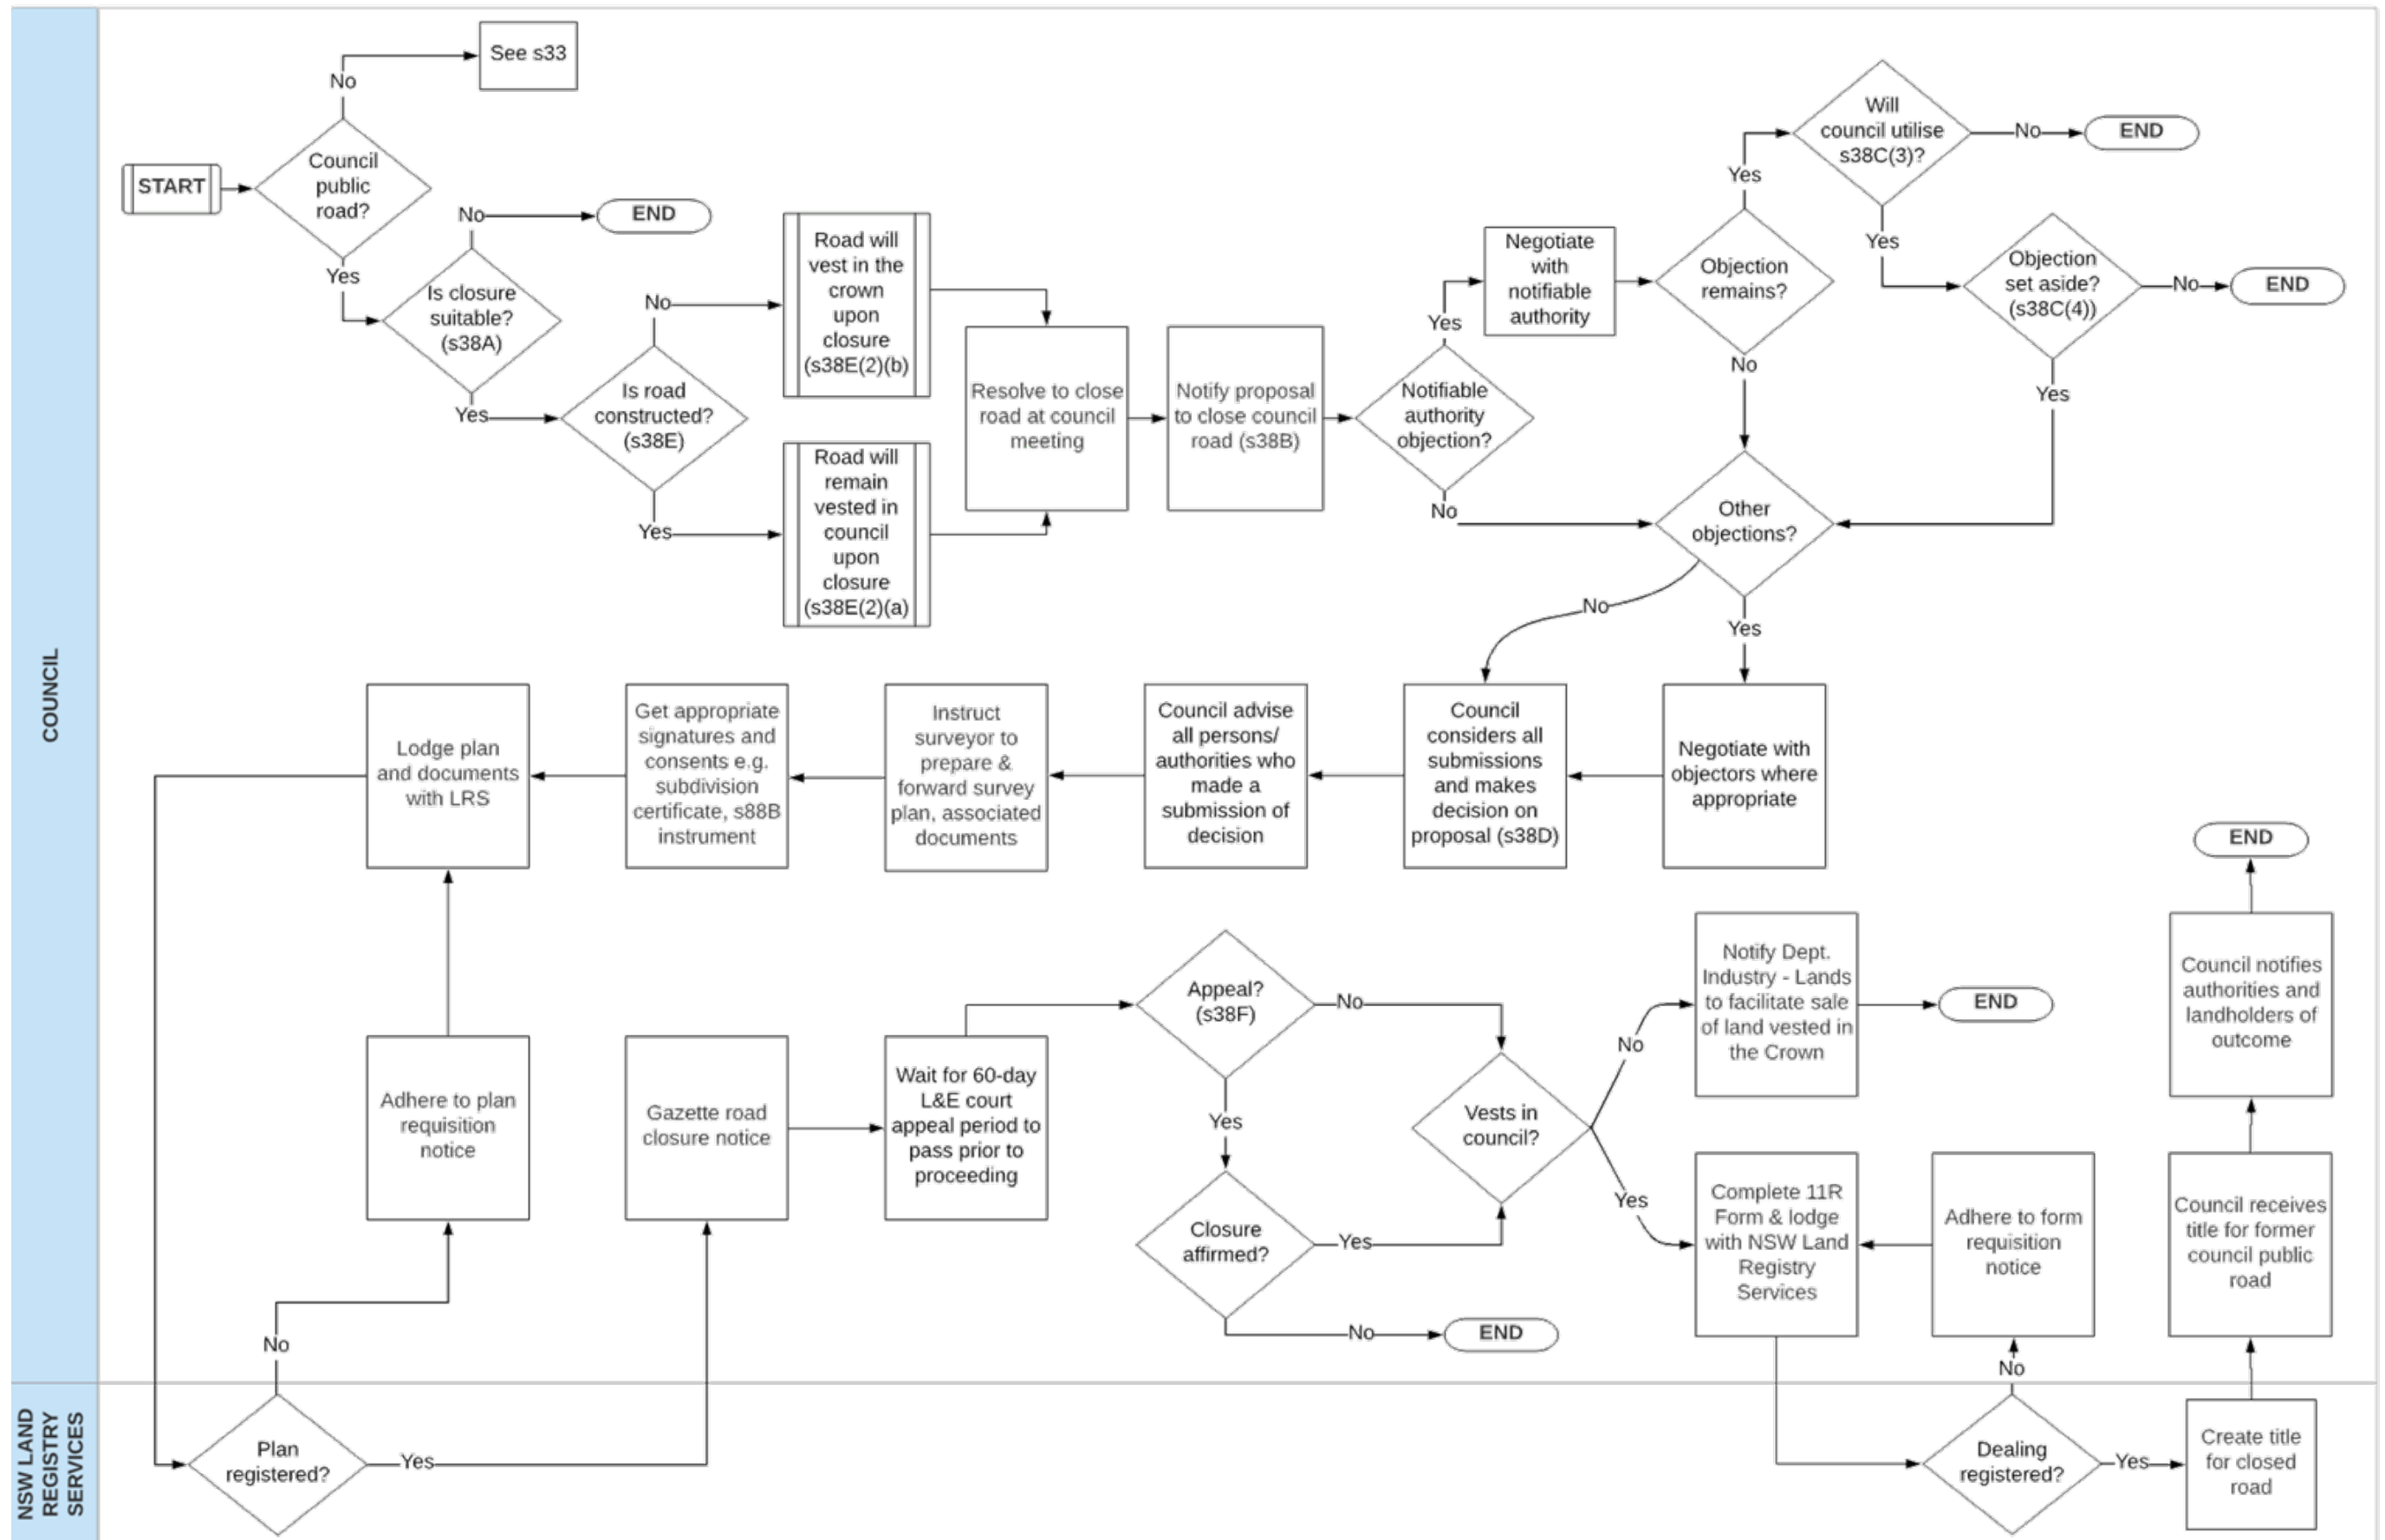 COUNCIL
NSW LAND
REGISTRY
SERVICES
START
Council
public
road?
No
See s33
Yes
Is closure
suitable?
(s38A)
No
END
Yes
Is road
constructed?
(s38E)
No
Road will
vest in the
crown
upon
closure
(s38E(2)(b)
Yes
Road will
remain
vested in
council
upon
closure
(s38E(2)(a)
Resolve to close
road at council
meeting
Notify proposal
to close council
road (s38B)
Notifiable
authority
objection?
Yes
Negotiate
with
notifiable
authority
No
Objection
remains?
Yes
Will
council utilise
s38C(3)?
No
END
Yes
Objection
set aside?
(s38C(4))
No
END
Yes
No
Other
objections?
No
Yes
Negotiate with
objectors where
appropriate
Council
considers all
submissions
and makes
decision on
proposal (s38D)
Council advise
all persons/
authorities who
made a
submission of
decision
Instruct
surveyor to
prepare &
forward survey
plan, associated
documents
Get appropriate
signatures and
consents e.g.
subdivision
certificate, s88B
instrument
Lodge plan
and documents
with LRS
Plan
registered?
No
Adhere to plan
requisition
notice
Yes
Gazette road
closure notice
Wait for 60-day
L&E court
appeal period to
pass prior to
proceeding
Appeal?
(s38F)
No
Yes
Closure
affirmed?
Yes
No
END
Vests in
council?
No
Notify Dept.
Industry - Lands
to facilitate sale
of land vested in
the Crown
END
Yes
Complete 11R
Form & lodge
with NSW Land
Registry
Services
Dealing
registered?
No
Adhere to form
requisition
notice
Yes
Create title
for closed
road
Council receives
title for former
council public
road
Council notifies
authorities and
landholders of
outcome
END